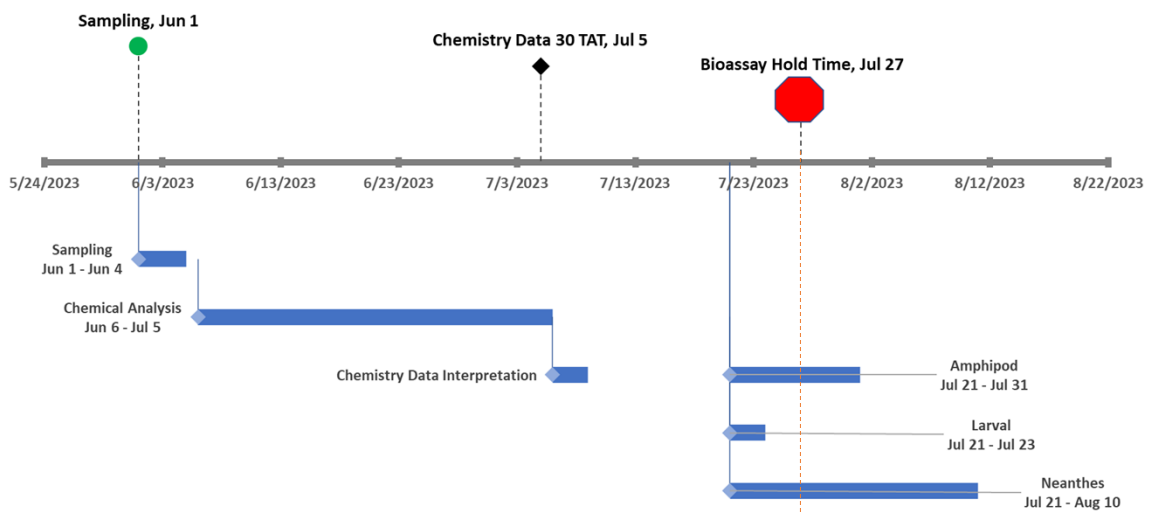 Sampling, Jun 1
Chemistry Data 30 TAT, Jul 5
Bioassay Hold Time, Jul 27
5/24/2023 6/3/2023 6/13/2023 6/23/2023 7/3/2023 7/13/2023 7/23/2023 8/2/2023 8/12/2023 8/22/2023
Sampling
Jun 1 - Jun 4
Chemical Analysis
Jun 6 - Jul 5
Chemistry Data Interpretation
Amphipod
Jul 21 - Jul 31
Larval
Jul 21 - Jul 23
Neanthes
Jul 21 - Aug 10